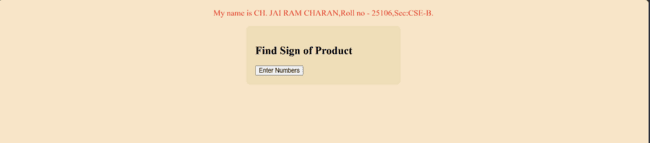 My name is CH. JAI RAM CHARAN,Roll no - 25106,Sec:CSE-B.
Find Sign of Product
Enter Numbers